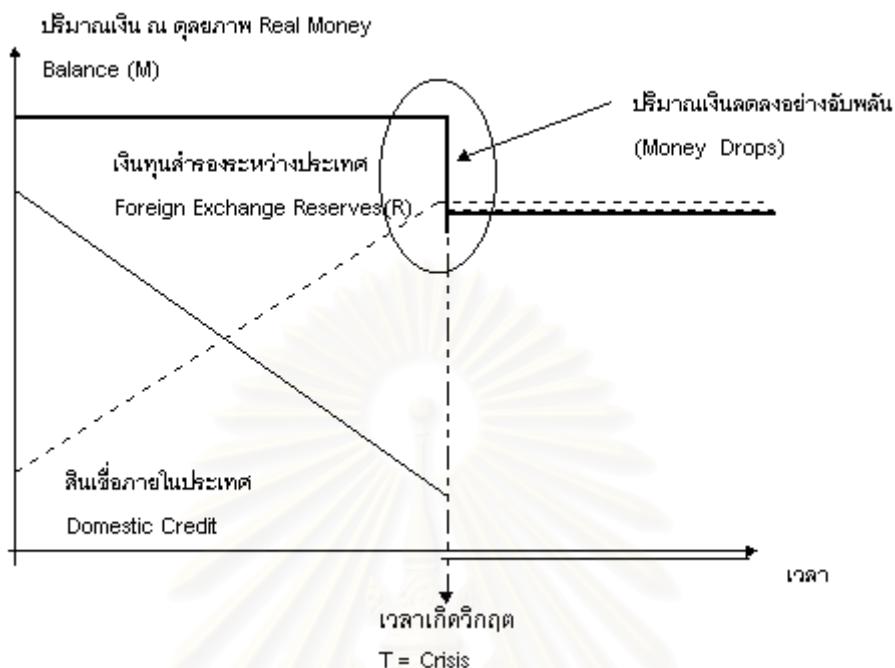 ปริมาณเงิน ณ ดุลยภาพ Real Money
Balance (M)
ปริมาณเงินลดลงอย่างฉับพลัน
(Money Drops)
เงินทุนสำรองระหว่างประเทศ
Foreign Exchange Reserves(R)
สินเชื่อภายในประเทศ
Domestic Credit
เวลา
เวลาเกิดวิกฤต
T = Crisis